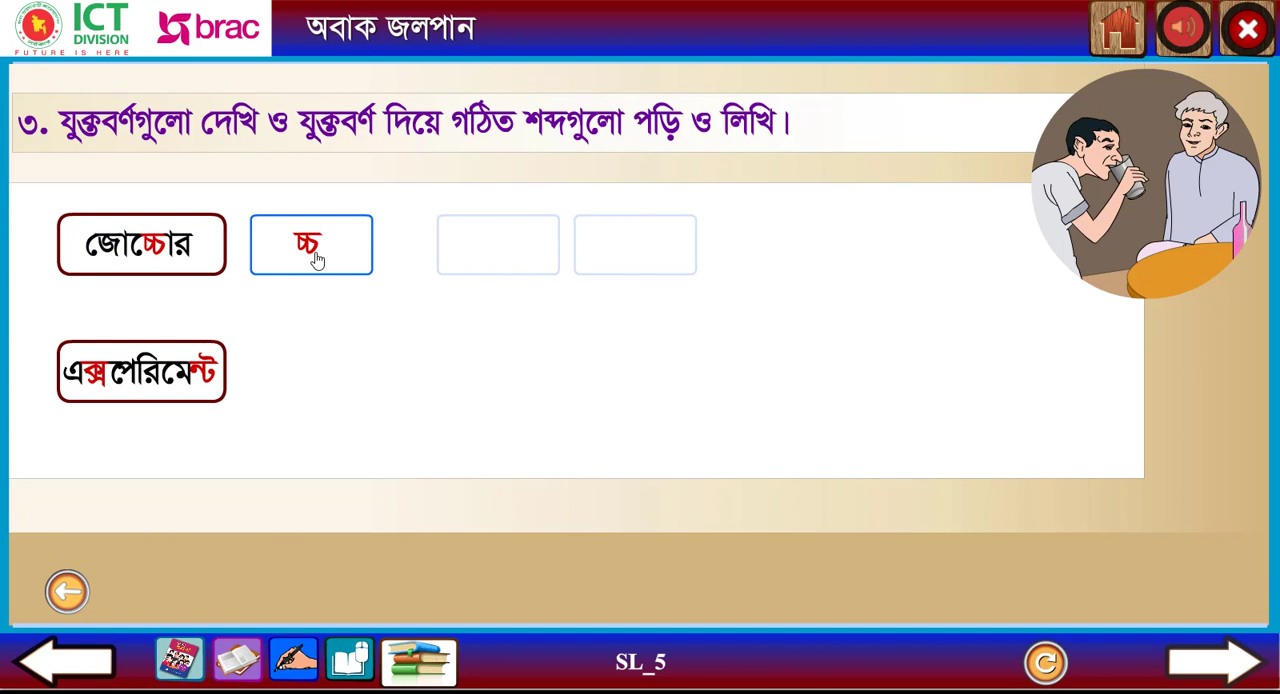 ICT
DIVISION
FUTURE IS HERE
brac
অবাক জলপান
৩. যুক্তবর্ণগুলো দেখি ও যুক্তবর্ণ দিয়ে গঠিত শব্দগুলো পড়ি ও লিখি।
জোচ্চোর চ্চ
এক্সপেরিমেন্ট
SL_5